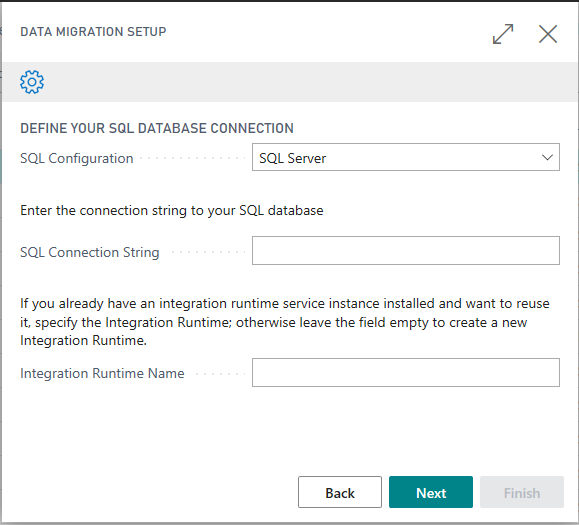 DATA MIGRATION SETUP
DEFINE YOUR SQL DATABASE CONNECTION
SQL Configuration
SQL Server
Enter the connection string to your SQL database
SQL Connection String
If you already have an integration runtime service instance installed and want to reuse
it, specify the Integration Runtime; otherwise leave the field empty to create a new
Integration Runtime.
Integration Runtime Name
Back
Next
Finish